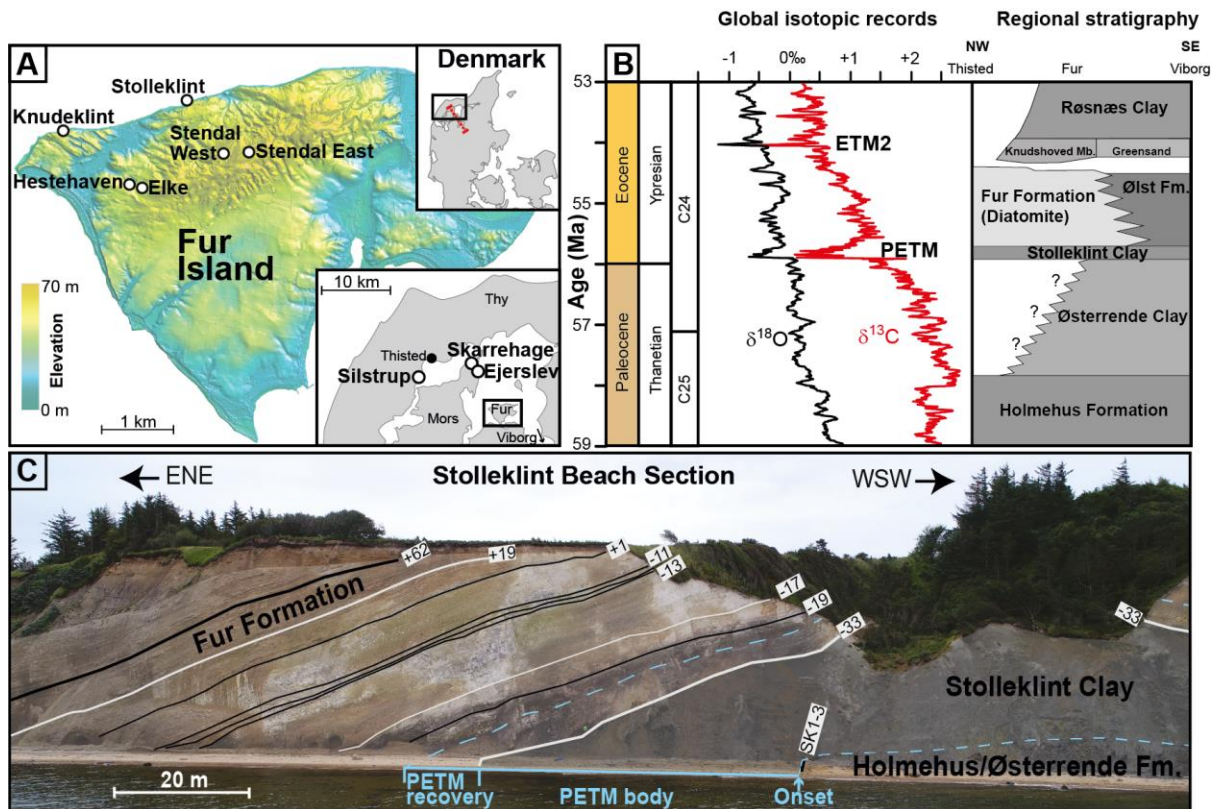 A
Denmark
Stolleklint
Knudeklint
Stendal
West
Stendal East
Hestehaven
Elke
Fur
Island
70 m
Elevation
0 m
1 km
10 km
Thy
Thisted
Skarrehage
Ejerslev
Silstrup
Mors
Fur
Viborg
B
Global isotopic records
Regional stratigraphy
-1
0‰
+1
+2
NW
SE
Thisted
Fur
Viborg
Age (Ma)
53
55
57
59
Eocene
Paleocene
Ypresian
Thanetian
C24
C25
ETM2
PETM
δ18O
δ13C
Røsnæs Clay
Knudshoved Mb.
Greensand
Fur Formation
(Diatomite)
Ølst Fm.
Stolleklint Clay
?
?
?
Østerrende Clay
Holmehus Formation
C
ENE
Stolleklint Beach Section
WSW
+62
+19
+1
-11
-13
-17
-19
-33
-33
Fur Formation
Stolleklint Clay
SK1-3
Holmehus/Østerrende Fm.
20 m
PETM
recovery
PETM body
Onset